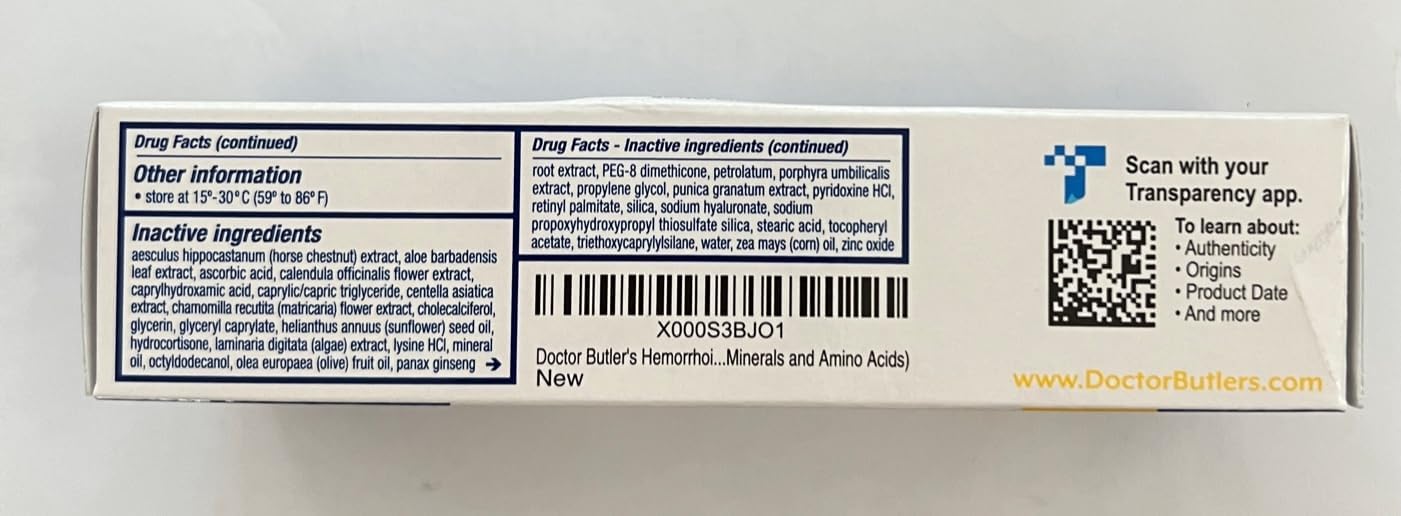 Drug Facts (continued)
Other information
• store at 15º-30ºC (59º to 86º F)
Inactive ingredients
aesculus hippocastanum (horse chestnut) extract, aloe barbadensis
leaf extract, ascorbic acid, calendula officinalis flower extract,
caprylhydroxamic acid, caprylic/capric triglyceride, centella asiatica
extract, chamomilla recutita (matricaria) flower extract, cholecalciferol,
glycerin, glyceryl caprylate, helianthus annuus (sunflower) seed oil,
hydrocortisone, laminaria digitata (algae) extract, lysine HCl, mineral
oil, octyldodecanol, olea europaea (olive) fruit oil, panax ginseng ➔
Drug Facts - Inactive ingredients (continued)
root extract, PEG-8 dimethicone, petrolatum, porphyra umbilicalis
extract, propylene glycol, punica granatum extract, pyridoxine HCl,
retinyl palmitate, silica, sodium hyaluronate, sodium
propoxyhydroxypropyl thiosulfate silica, stearic acid, tocopheryl
acetate, triethoxycaprylylsilane, water, zea mays (corn) oil, zinc oxide
X000S3BJO1
Doctor Butler's Hemorrhoi...Minerals and Amino Acids)
New
Scan with your
Transparency app.
To learn about:
• Authenticity
• Origins
• Product Date
• And more
www.DoctorButlers.com